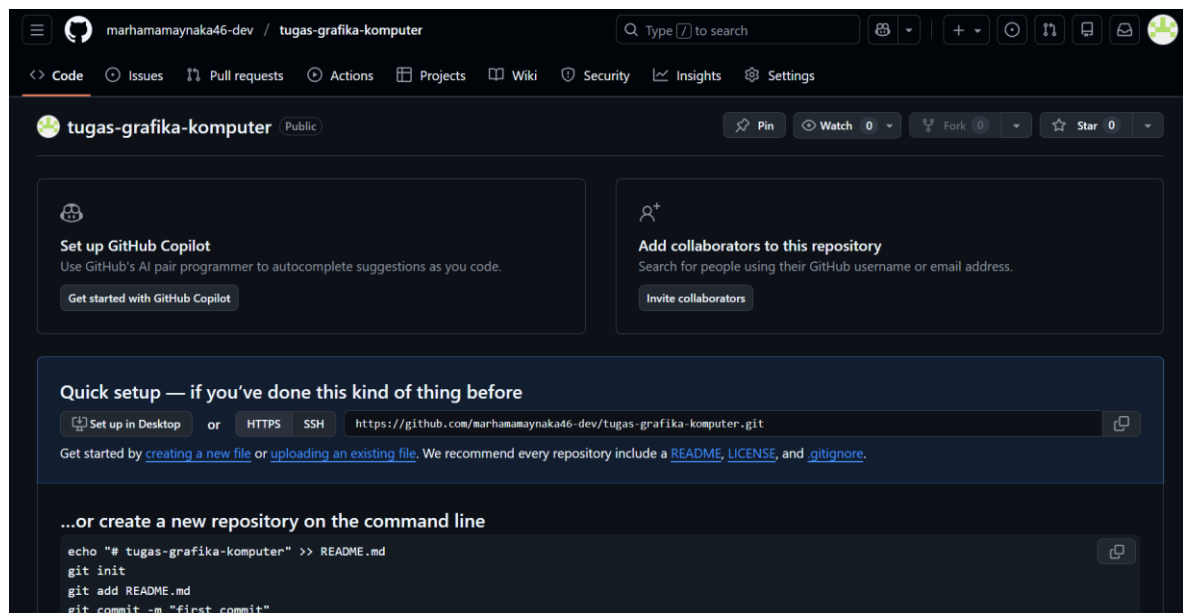 marhamamaynaka46-dev / tugas-grafika-komputer Type / to search
Code Issues Pull requests Actions Projects Wiki Security Insights Settings
tugas-grafika-komputer Public Pin Watch 0 Fork 0 Star 0
Set up GitHub Copilot
Use GitHub's AI pair programmer to autocomplete suggestions as you code.
Get started with GitHub Copilot
Add collaborators to this repository
Search for people using their GitHub username or email address.
Invite collaborators
Quick setup — if you've done this kind of thing before
Set up in Desktop or HTTPS SSH https://github.com/marhamamaynaka46-dev/tugas-grafika-komputer.git
Get started by creating a new file or uploading an existing file. We recommend every repository include a README, LICENSE, and .gitignore.
...or create a new repository on the command line
echo "# tugas-grafika-komputer" >> README.md
git init
git add README.md
git commit -m "first commit"